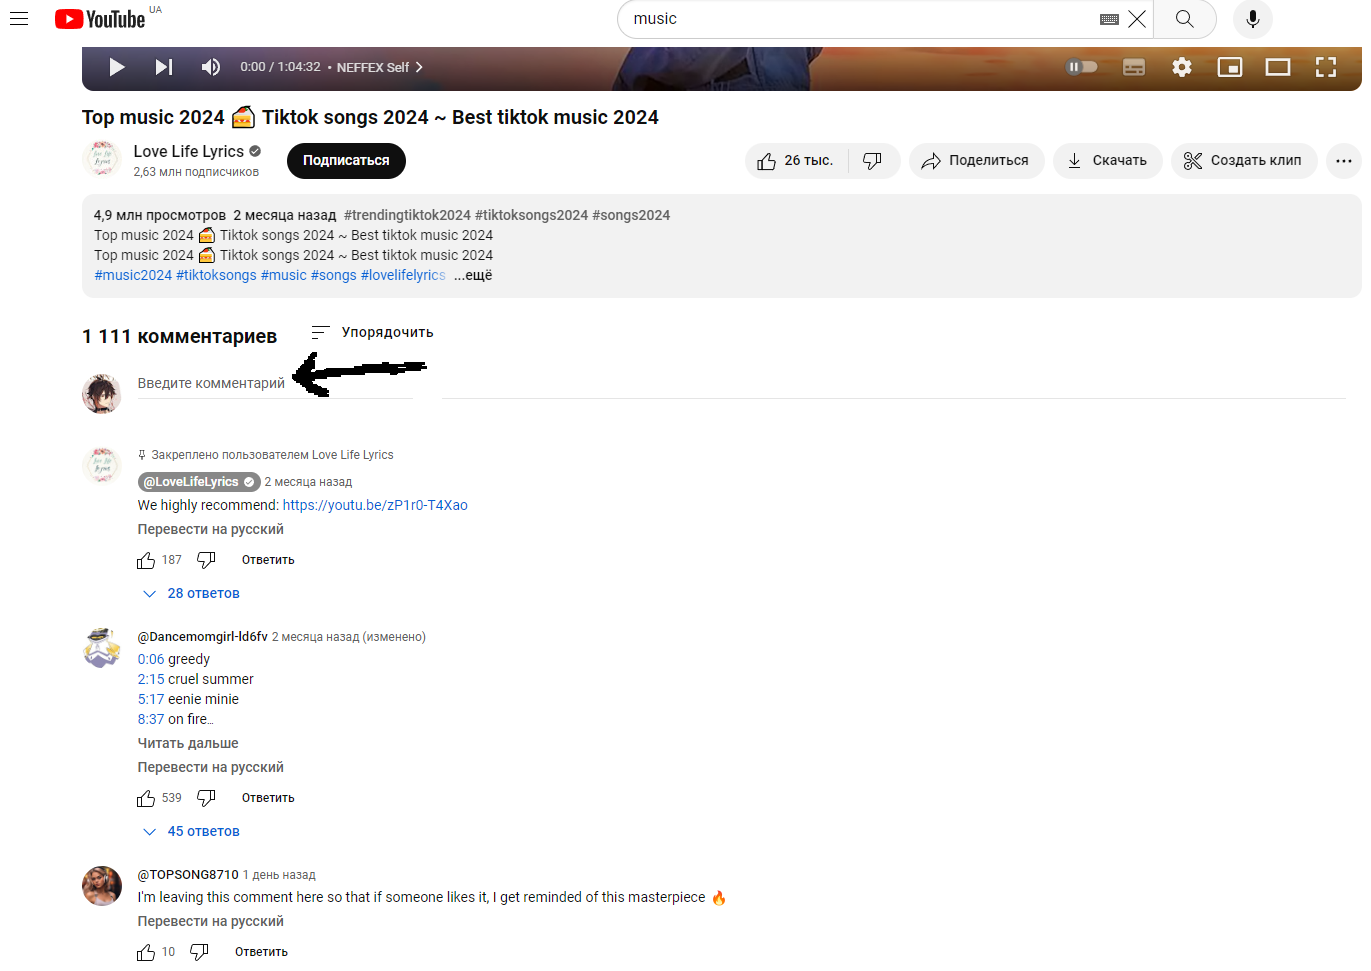 YouTube UA
music
0:00 / 1:04:32 • NEFFEX Self
Top music 2024 🧀 Tiktok songs 2024 ~ Best tiktok music 2024
Love Life Lyrics
2,63 млн подписчиков
Подписаться
26 тыс.
Поделиться
Скачать
Создать клип
4,9 млн просмотров 2 месяца назад #trendingtiktok2024 #tiktoksongs2024 #songs2024
Top music 2024 Tiktok songs 2024 ~ Best tiktok music 2024
Top music 2024 Tiktok songs 2024 ~ Best tiktok music 2024
#music2024 #tiktoksongs #music #songs #lovelifelyrics ...ещё
1 111 комментариев
Упорядочить
Введите комментарий
Закреплено пользователем Love Life Lyrics
@LoveLifeLyrics 2 месяца назад
We highly recommend: https://youtu.be/zP1r0-T4Xao
Перевести на русский
187 Ответить
28 ответов
@Dancemomgirl-ld6fv 2 месяца назад (изменено)
0:06 greedy
2:15 cruel summer
5:17 eenie minie
8:37 on fire…
Читать дальше
Перевести на русский
539 Ответить
45 ответов
@TOPSONG8710 1 день назад
I'm leaving this comment here so that if someone likes it, I get reminded of this masterpiece 🔥
Перевести на русский
10 Ответить